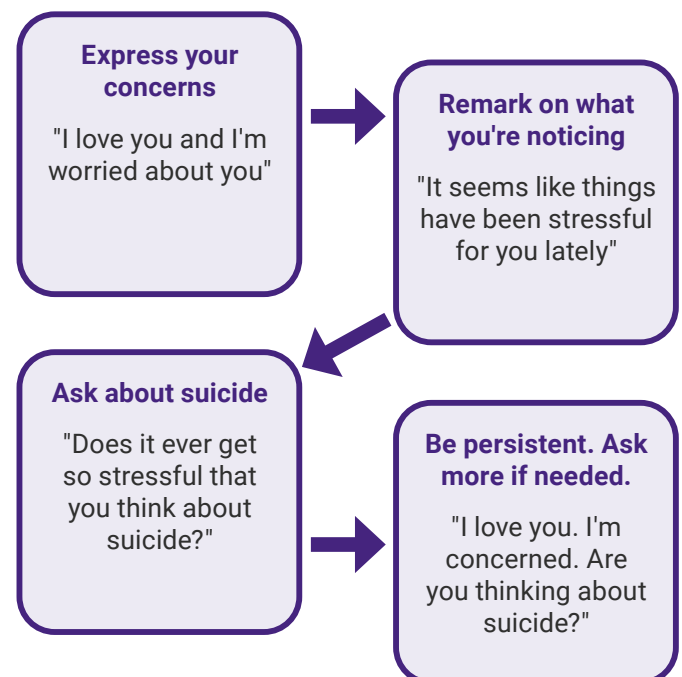 Express your
concerns
"I love you and I'm
worried about you"
Remark on what
you're noticing
"It seems like things
have been stressful
for you lately"
Ask about suicide
"Does it ever get
so stressful that
you think about
suicide?"
Be persistent. Ask
more if needed.
"I love you. I'm
concerned. Are
you thinking about
suicide?"